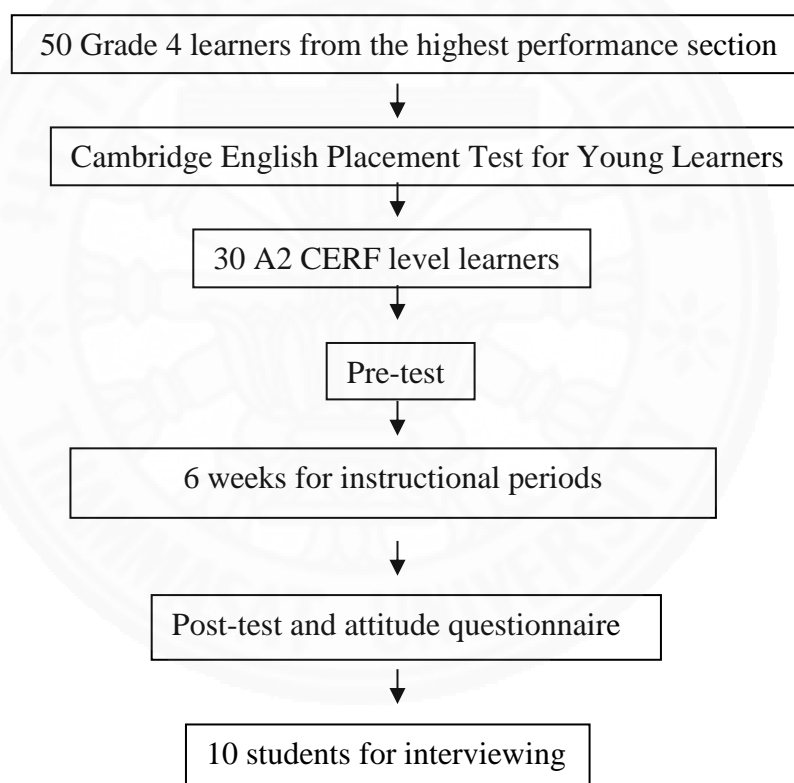 50 Grade 4 learners from the highest performance section
Cambridge English Placement Test for Young Learners
30 A2 CERF level learners
Pre-test
6 weeks for instructional periods
Post-test and attitude questionnaire
10 students for interviewing